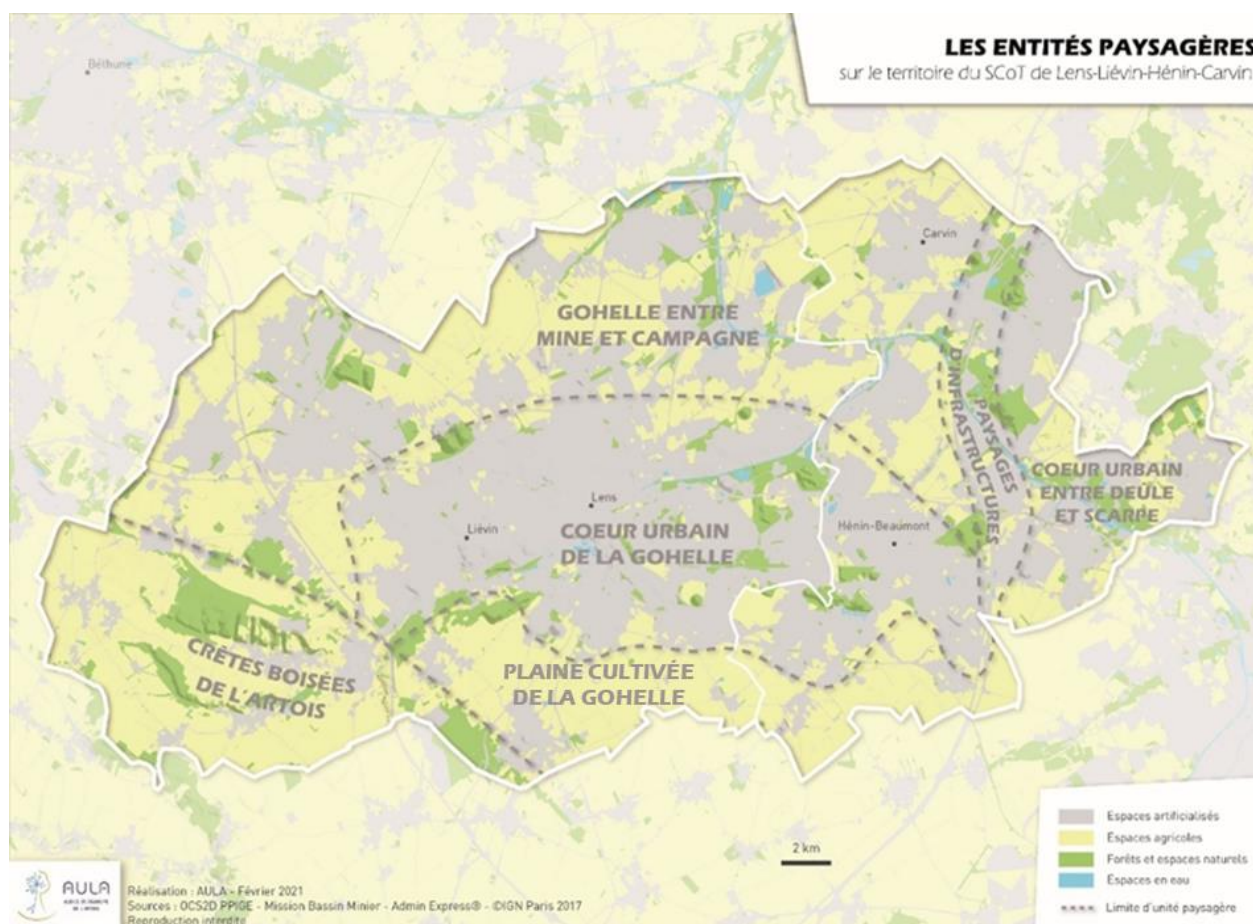 LES ENTITÉS PAYSAGÈRES
sur le territoire du SCoT de Lens-Liévin-Hénin-Carvin
Béthune
Carvin
GOHELLE ENTRE
MINE ET CAMPAGNE
PAYSAGES
D'INFRASTRUCTURES
COEUR URBAIN
ENTRE DEÛLE
ET SCARPE
Lens
Liévin
Hénin-Beaumont
COEUR URBAIN
DE LA GOHELLE
CRÊTES BOISÉES
DE L'ARTOIS
PLAINE CULTIVÉE
DE LA GOHELLE
2 km
Espaces artificialisés
Espaces agricoles
Forêts et espaces naturels
Espaces en eau
Limite d'unité paysagère
AULA
Réalisation : AULA - Février 2021
Sources : OCS2D PPIGE - Mission Bassin Minier - Admin Express® - ©IGN Paris 2017
Reproduction interdite